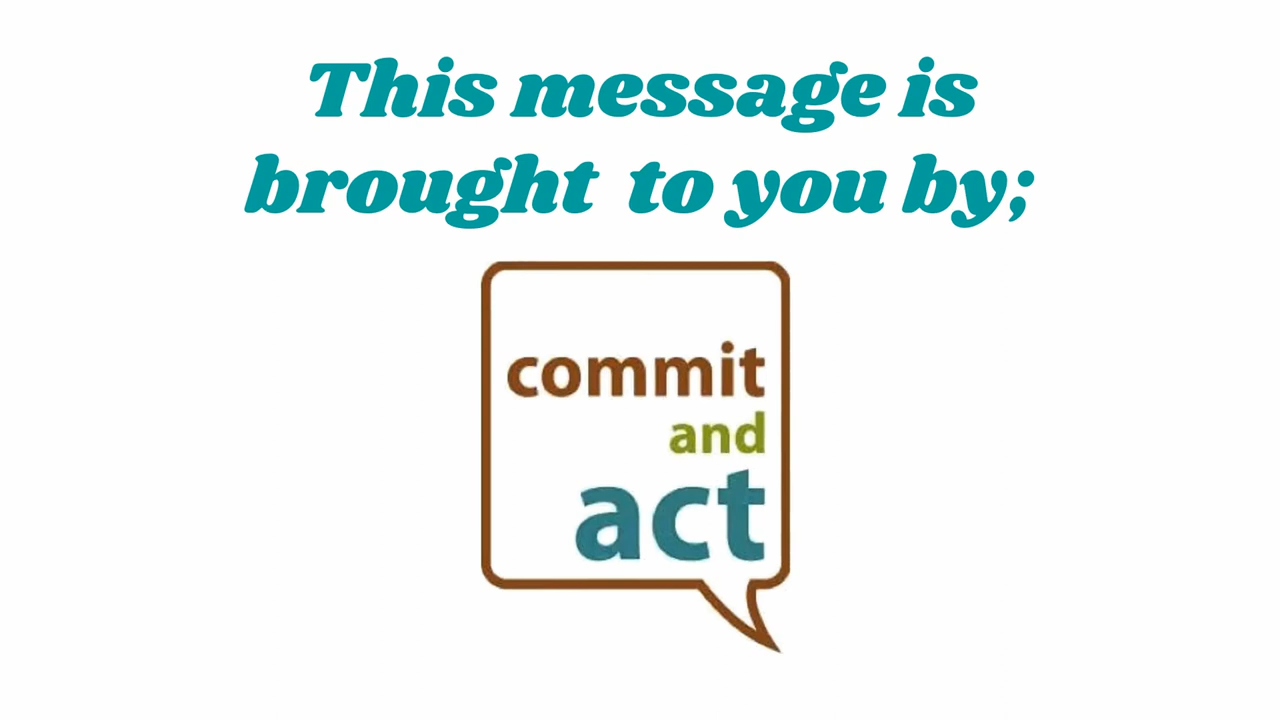 This message is
brought to you by;
commit
and
act